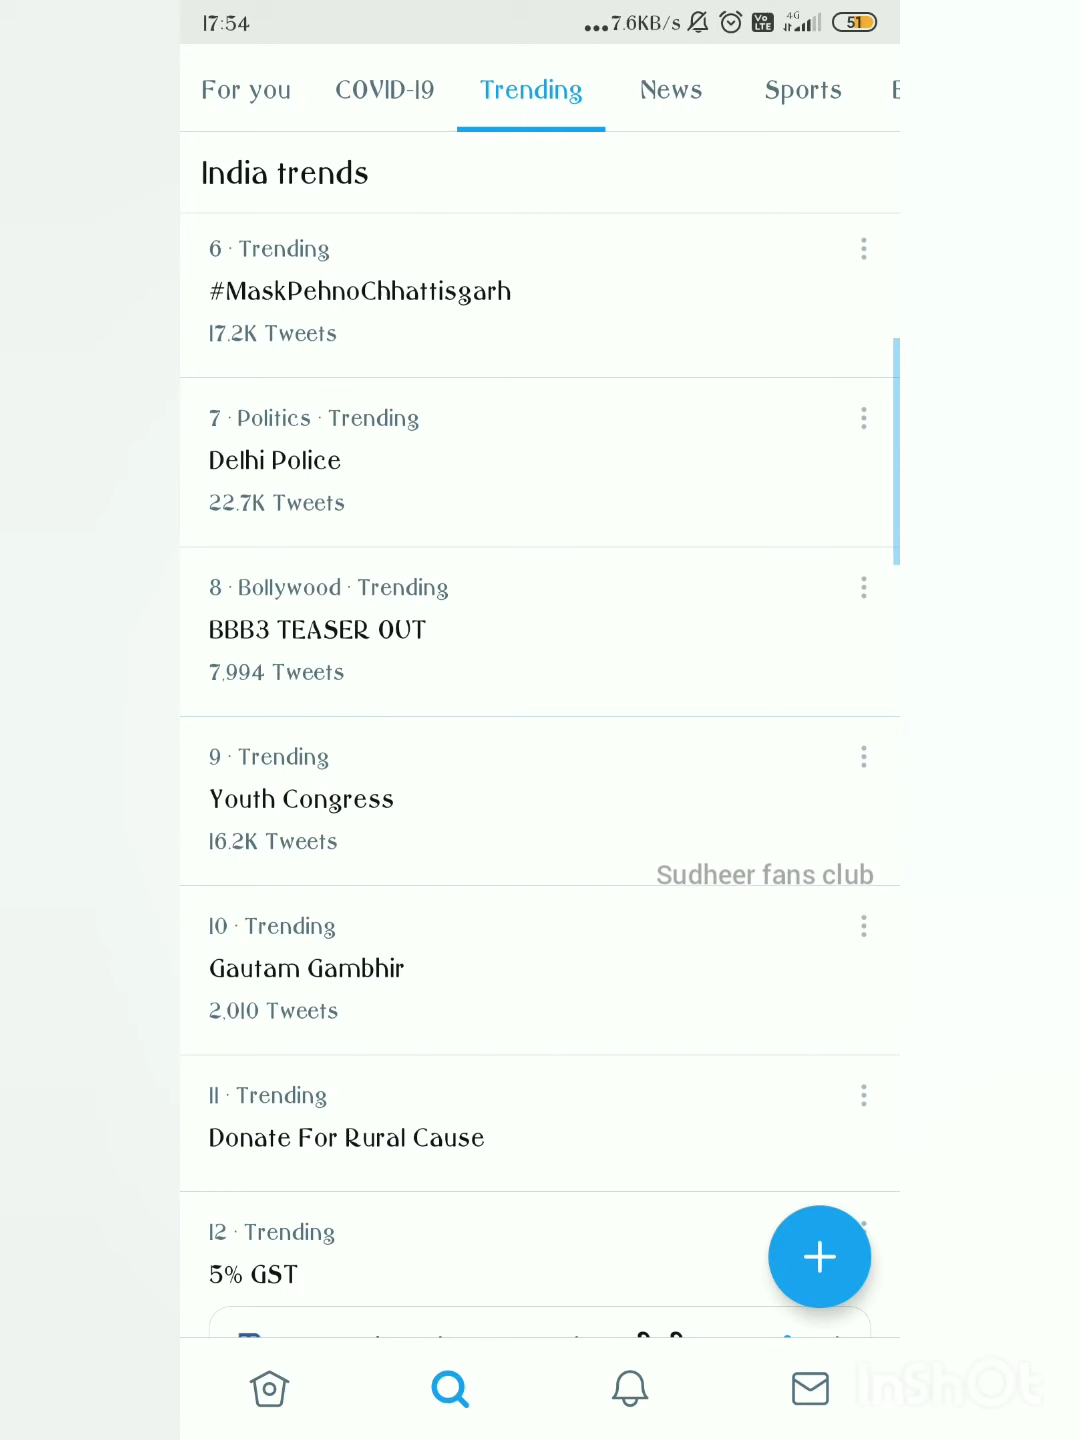 17:54
...7.6KB/s
Vo LTE
4G
51
For you COVID-19 Trending News Sports
India trends
6 · Trending
#MaskPehnoChhattisgarh
17.2K Tweets
7 · Politics · Trending
Delhi Police
22.7K Tweets
8 · Bollywood · Trending
BBB3 TEASER OUT
7,994 Tweets
9 · Trending
Youth Congress
16.2K Tweets
Sudheer fans club
10 · Trending
Gautam Gambhir
2,010 Tweets
11 · Trending
Donate For Rural Cause
12 · Trending
5% GST
InShOt